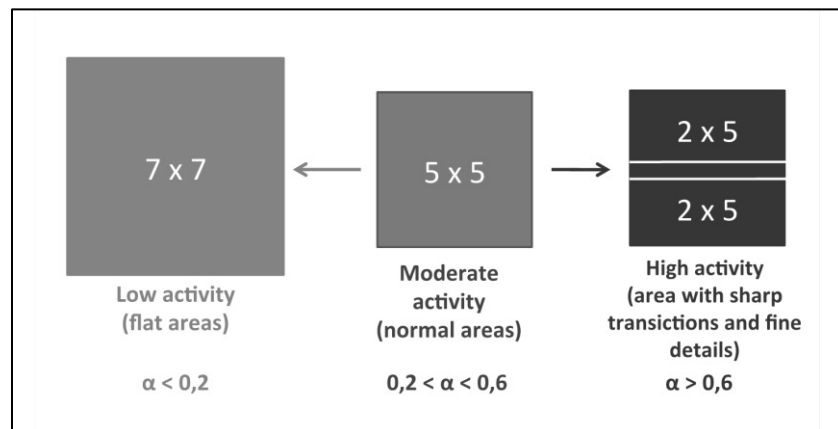 7 x 7
5 x 5
2 x 5
2 x 5
Low activity
(flat areas)
α < 0,2
Moderate
activity
(normal areas)
0,2 < α < 0,6
High activity
(area with sharp
transictions and fine
details)
α > 0,6